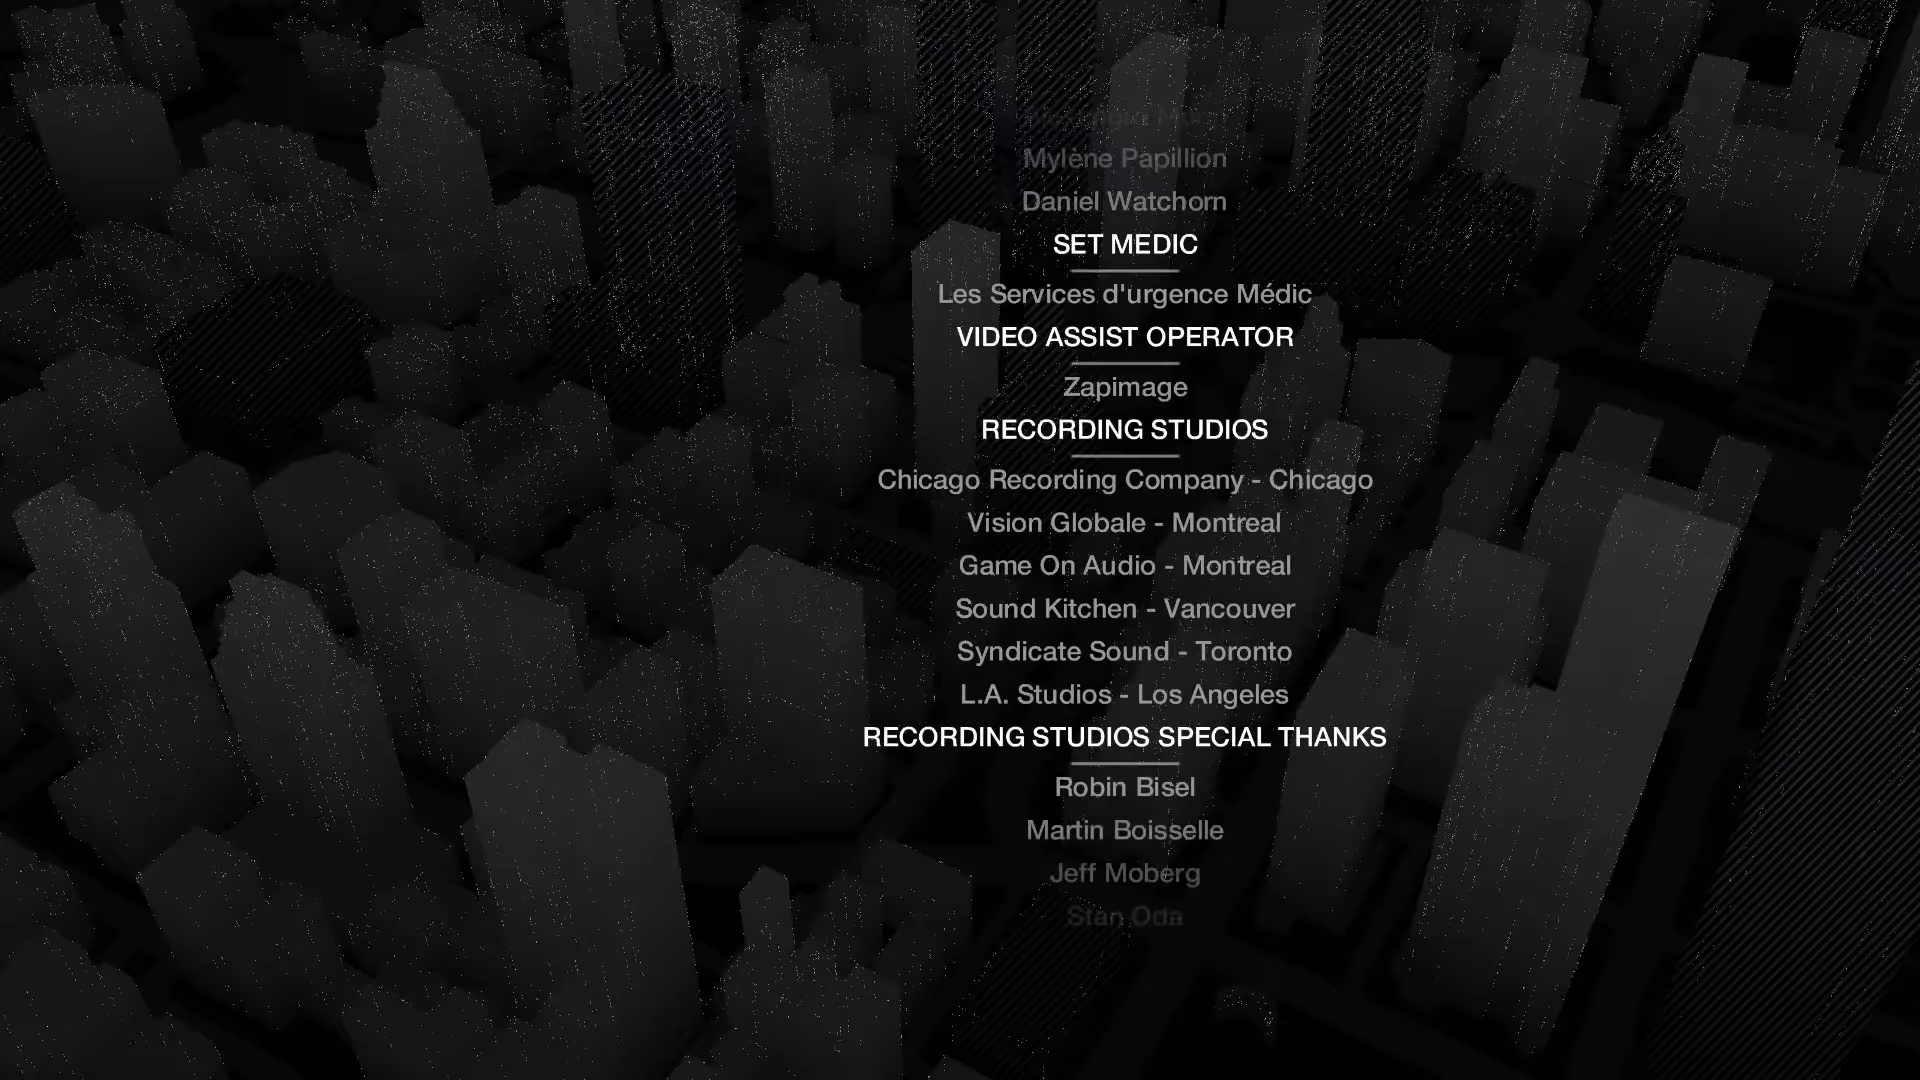 Mylène Papillion
Daniel Watchorn
SET MEDIC
Les Services d'urgence Médic
VIDEO ASSIST OPERATOR
Zapimage
RECORDING STUDIOS
Chicago Recording Company - Chicago
Vision Globale - Montreal
Game On Audio - Montreal
Sound Kitchen - Vancouver
Syndicate Sound - Toronto
L.A. Studios - Los Angeles
RECORDING STUDIOS SPECIAL THANKS
Robin Bisel
Martin Boisselle
Jeff Moberg
Stan Oda